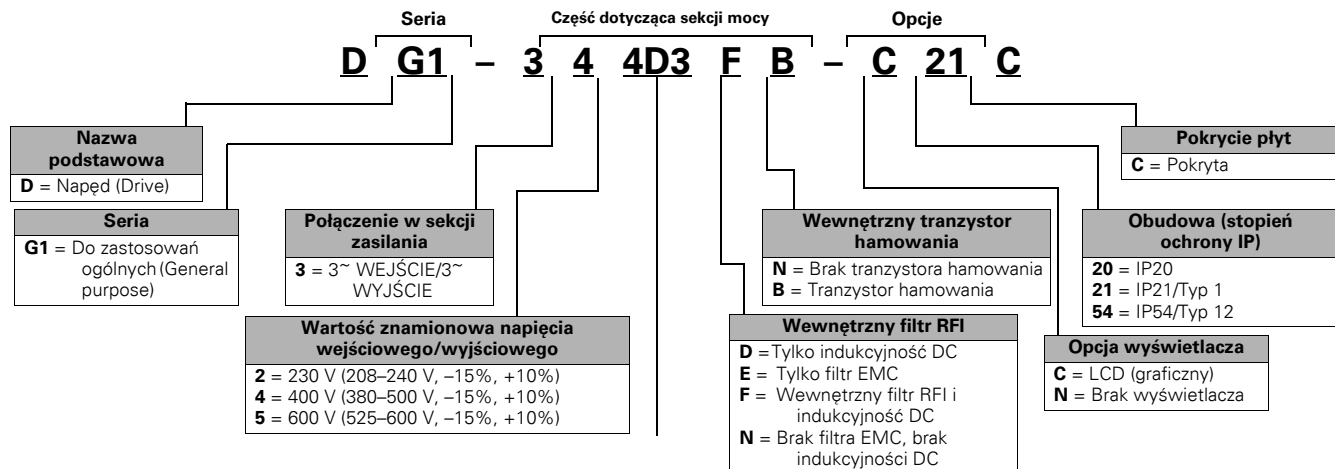 Seria
Część dotycząca sekcji mocy
Opcje
D G1 – 3 4 4D3 F B – C 21 C
Nazwa
podstawowa
D = Napęd (Drive)
Seria
G1 = Do zastosowań
ogólnych (General
purpose)
Połączenie w sekcji
zasilania
3 = 3~ WEJŚCIE/3~
WYJŚCIE
Wartość znamionowa napięcia
wejściowego/wyjściowego
2 = 230 V (208–240 V, –15%, +10%)
4 = 400 V (380–500 V, –15%, +10%)
5 = 600 V (525–600 V, –15%, +10%)
Wewnętrzny tranzystor
hamowania
N = Brak tranzystora hamowania
B = Tranzystor hamowania
Wewnętrzny filtr RFI
D = Tylko indukcyjność DC
E = Tylko filtr EMC
F = Wewnętrzny filtr RFI i
indukcyjność DC
N = Brak filtra EMC, brak
indukcyjności DC
Pokrycie płyt
C = Pokryta
Obudowa (stopień
ochrony IP)
20 = IP20
21 = IP21/Typ 1
54 = IP54/Typ 12
Opcja wyświetlacza
C = LCD (graficzny)
N = Brak wyświetlacza